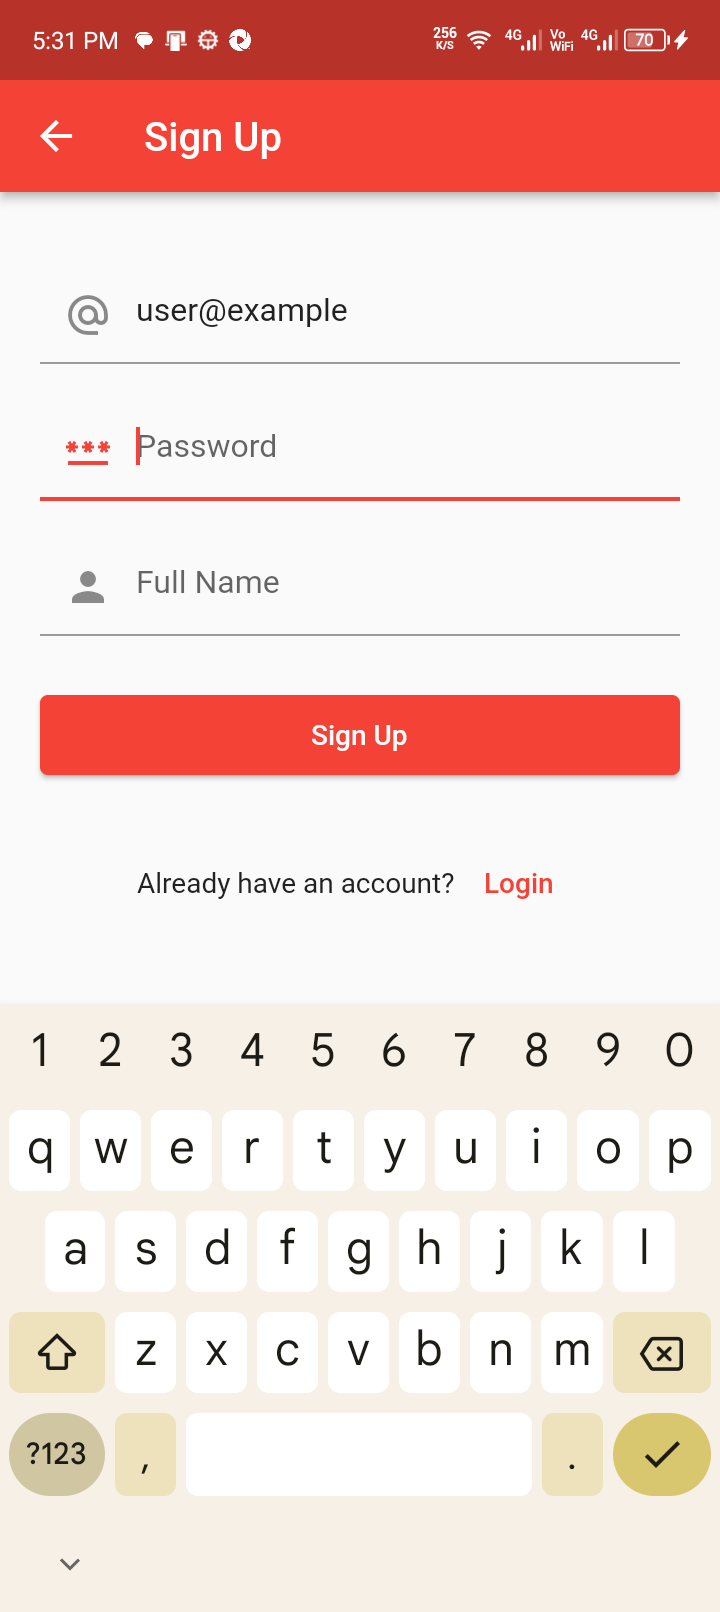 5:31 PM 256 K/S 4G Vo WiFi 4G 70
Sign Up
user@example
Password
Full Name
Sign Up
Already have an account? Login
1 2 3 4 5 6 7 8 9 0
q w e r t y u i o p
a s d f g h j k l
z x c v b n m
?123 , .